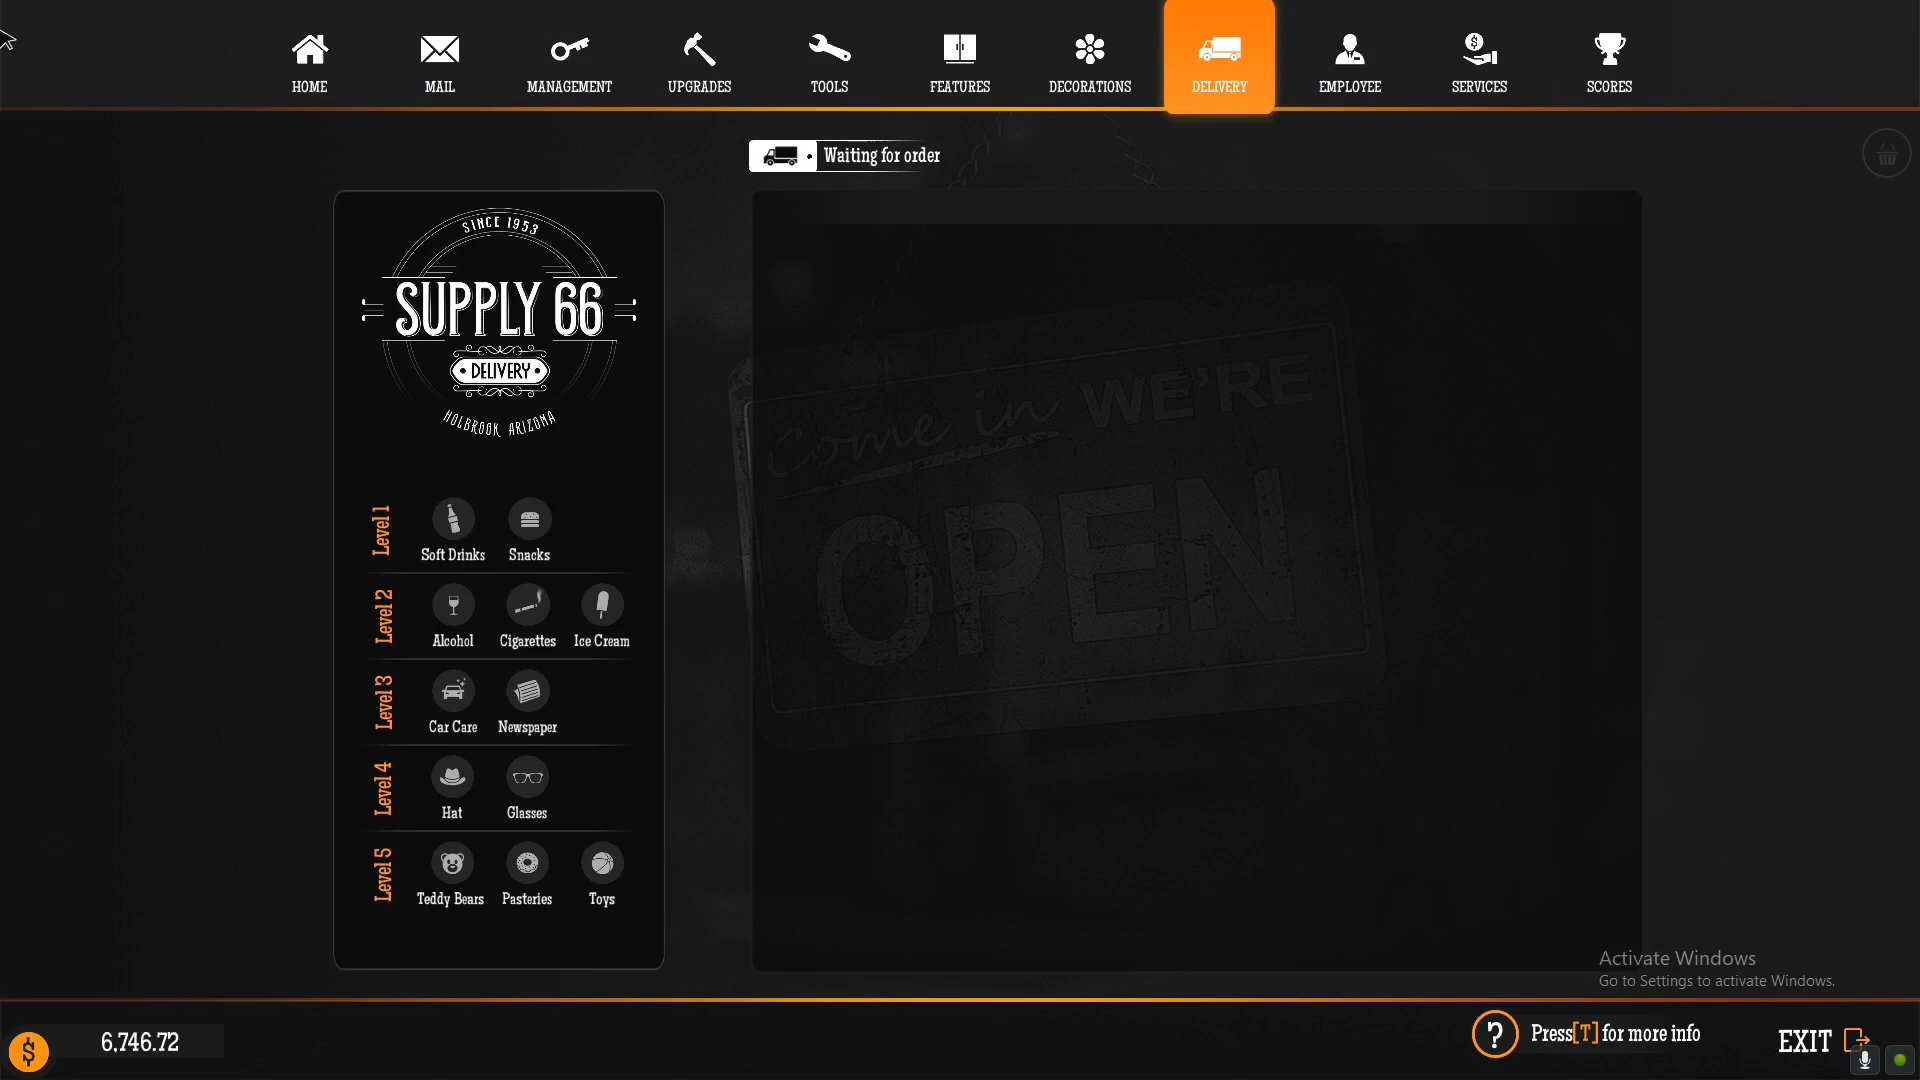 HOME
MAIL
MANAGEMENT
UPGRADES
TOOLS
FEATURES
DECORATIONS
DELIVERY
EMPLOYEE
SERVICES
SCORES
Waiting for order
SINCE 1953
SUPPLY 66
DELIVERY
HOLBROOK, ARIZONA
Come in WE'RE
OPEN
Level 1
Soft Drinks
Snacks
Level 2
Alcohol
Cigarettes
Ice Cream
Level 3
Car Care
Newspaper
Level 4
Hat
Glasses
Level 5
Teddy Bears
Pasteries
Toys
Activate Windows
Go to Settings to activate Windows.
6,746.72
Press[T] for more info
EXIT